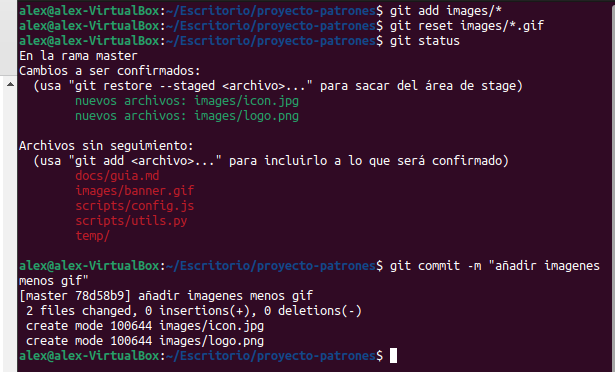 alex@alex-VirtualBox:~/Escritorio/proyecto-patrones$ git add images/*
alex@alex-VirtualBox:~/Escritorio/proyecto-patrones$ git reset images/*.gif
alex@alex-VirtualBox:~/Escritorio/proyecto-patrones$ git status
En la rama master
Cambios a ser confirmados:
  (usa "git restore --staged <archivo>..." para sacar del área de stage)
        nuevos archivos: images/icon.jpg
        nuevos archivos: images/logo.png

Archivos sin seguimiento:
  (usa "git add <archivo>..." para incluirlo a lo que será confirmado)
        docs/guia.md
        images/banner.gif
        scripts/config.js
        scripts/utils.py
        temp/

alex@alex-VirtualBox:~/Escritorio/proyecto-patrones$ git commit -m "añadir imagenes
menos gif"
[master 78d58b9] añadir imagenes menos gif
 2 files changed, 0 insertions(+), 0 deletions(-)
 create mode 100644 images/icon.jpg
 create mode 100644 images/logo.png
alex@alex-VirtualBox:~/Escritorio/proyecto-patrones$